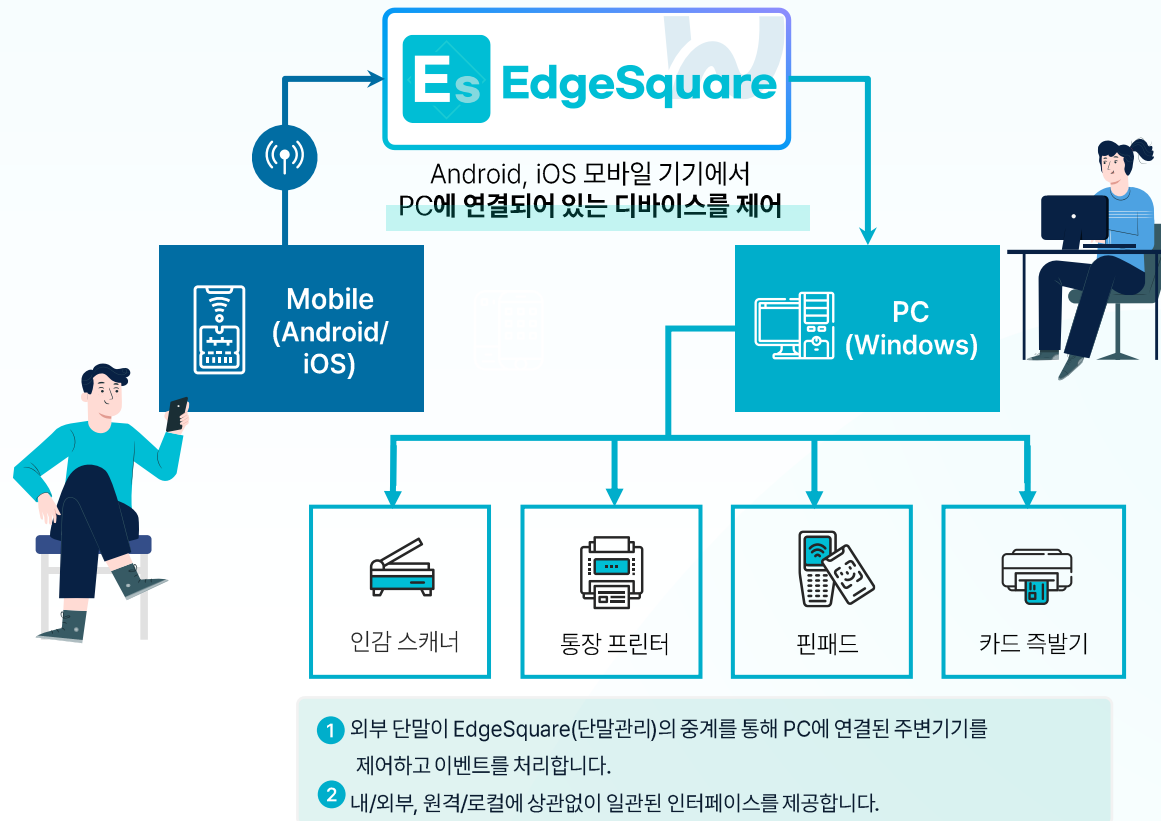 Es EdgeSquare
Android, iOS 모바일 기기에서
PC에 연결되어 있는 디바이스를 제어
Mobile
(Android/
iOS)
PC
(Windows)
인감 스캐너
통장 프린터
핀패드
카드 즉발기
1 외부 단말이 EdgeSquare(단말관리)의 중계를 통해 PC에 연결된 주변기기를
제어하고 이벤트를 처리합니다.
2 내/외부, 원격/로컬에 상관없이 일관된 인터페이스를 제공합니다.